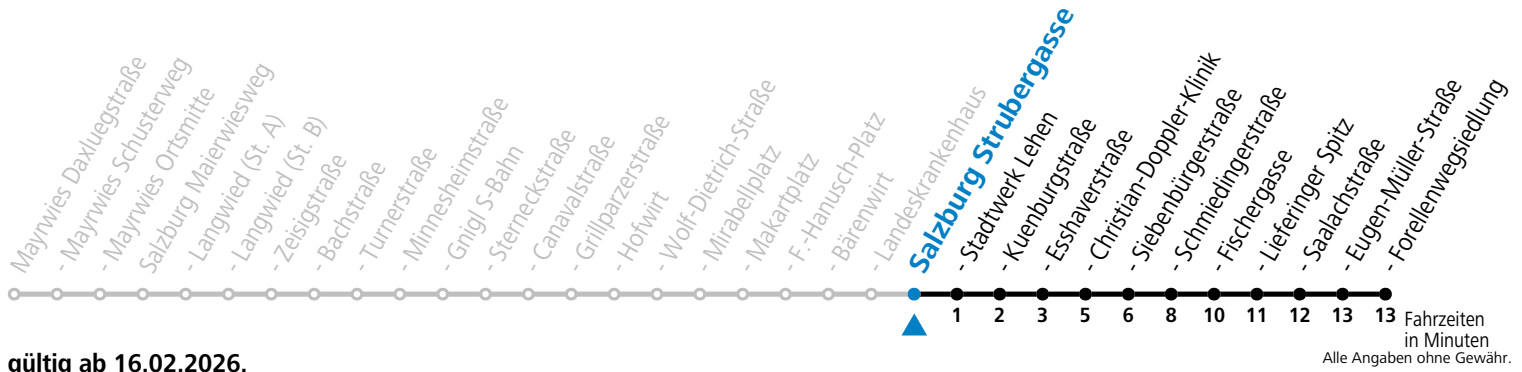 Mayrwies Daxluegstraße
- Mayrwies Schusterweg
- Mayrwies Ortsmitte
Salzburg Maierwiesweg
- Langwied (St. A)
- Langwied (St. B)
- Zeisigstraße
- Bachstraße
- Turnerstraße
- Minnesheimstraße
- Gnigl S-Bahn
- Sterneckstraße
- Canavalstraße
- Grillparzerstraße
- Hofwirt
- Wolf-Dietrich-Straße
- Mirabellplatz
- Makartplatz
- F.-Hanusch-Platz
- Bärenwirt
- Landeskrankenhaus
Salzburg Strubergasse
- Stadtwerk Lehen
- Kuenburgstraße
- Esshaverstraße
- Christian-Doppler-Klinik
- Siebenbürgerstraße
- Schmiedingerstraße
- Fischergasse
- Lieferinger Spitz
- Saalachstraße
- Eugen-Müller-Straße
- Forellenwegsiedlung
1 2 3 5 6 8 10 11 12 13 13
Fahrzeiten
in Minuten
Alle Angaben ohne Gewähr.
gültig ab 16.02.2026.